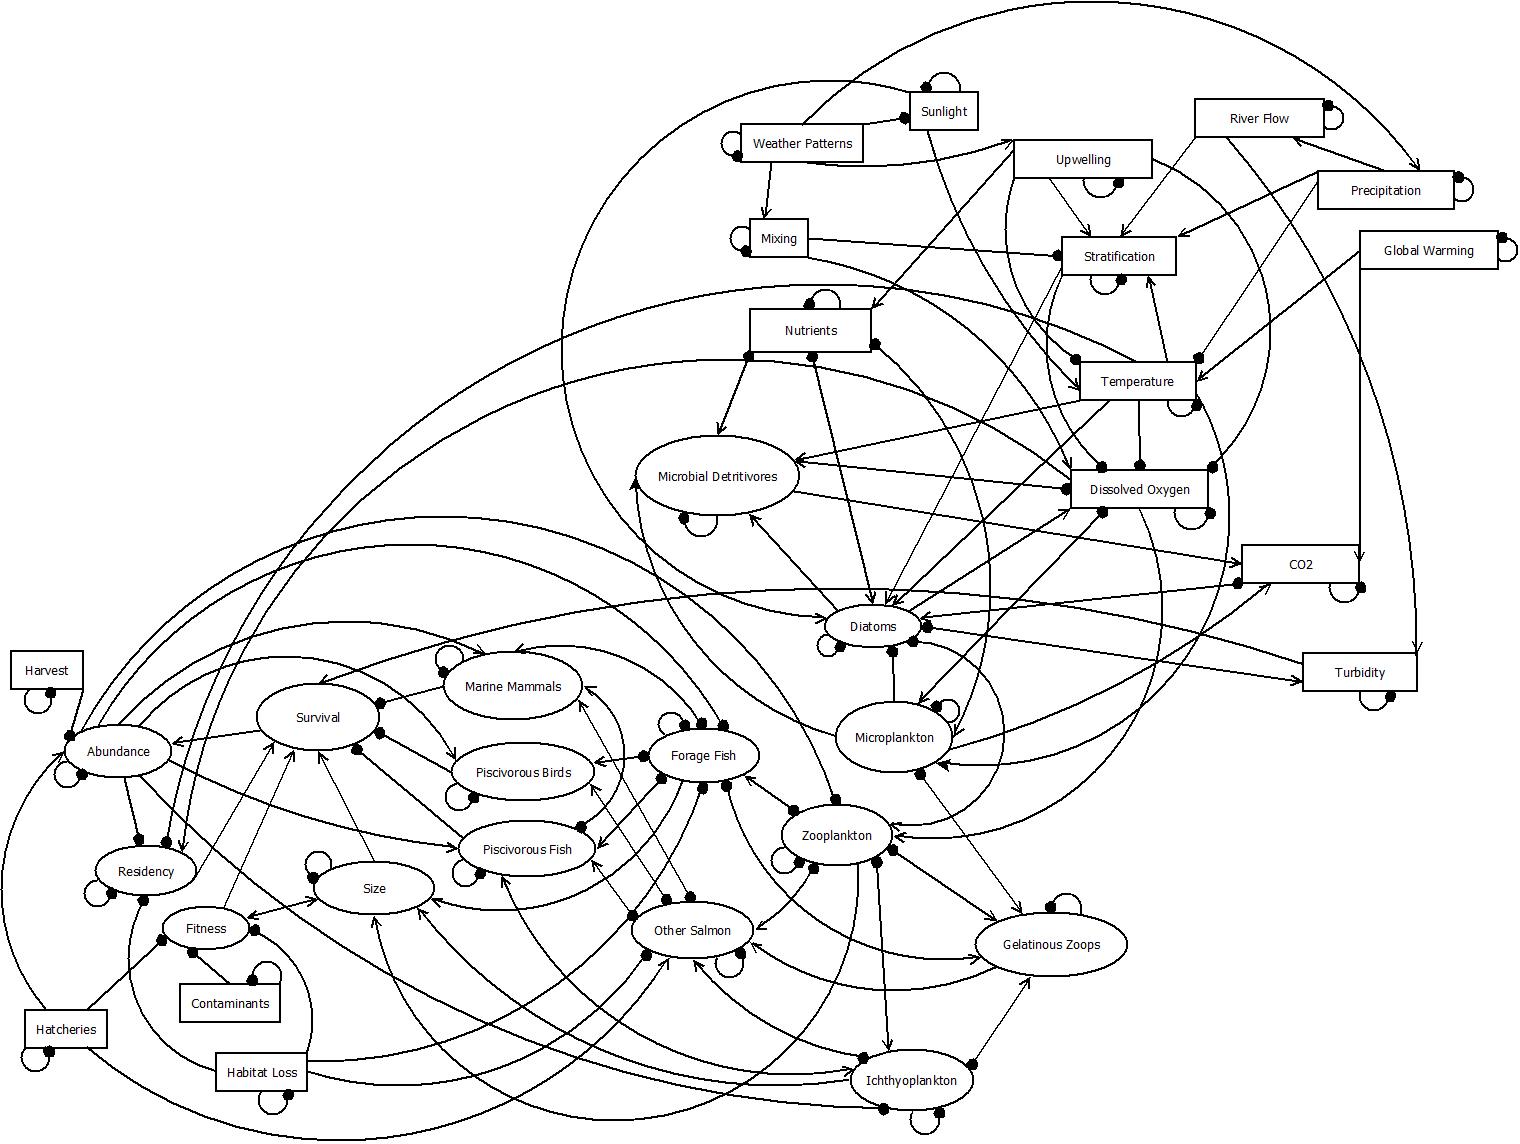 Sunlight
River Flow
Weather Patterns
Upwelling
Precipitation
Mixing
Global Warming
Stratification
Nutrients
Temperature
Microbial Detritivores
Dissolved Oxygen
CO2
Diatoms
Harvest
Turbidity
Marine Mammals
Survival
Microplankton
Abundance
Forage Fish
Piscivorous Birds
Zooplankton
Piscivorous Fish
Residency
Size
Fitness
Other Salmon
Gelatinous Zoops
Contaminants
Hatcheries
Habitat Loss
Ichthyoplankton